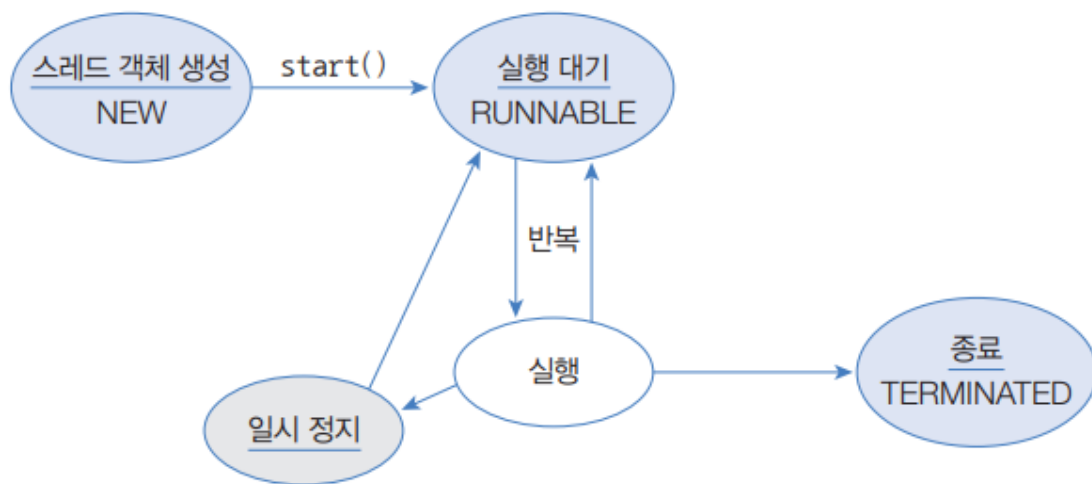 스레드 객체 생성
NEW
start()
실행 대기
RUNNABLE
반복
실행
일시 정지
종료
TERMINATED